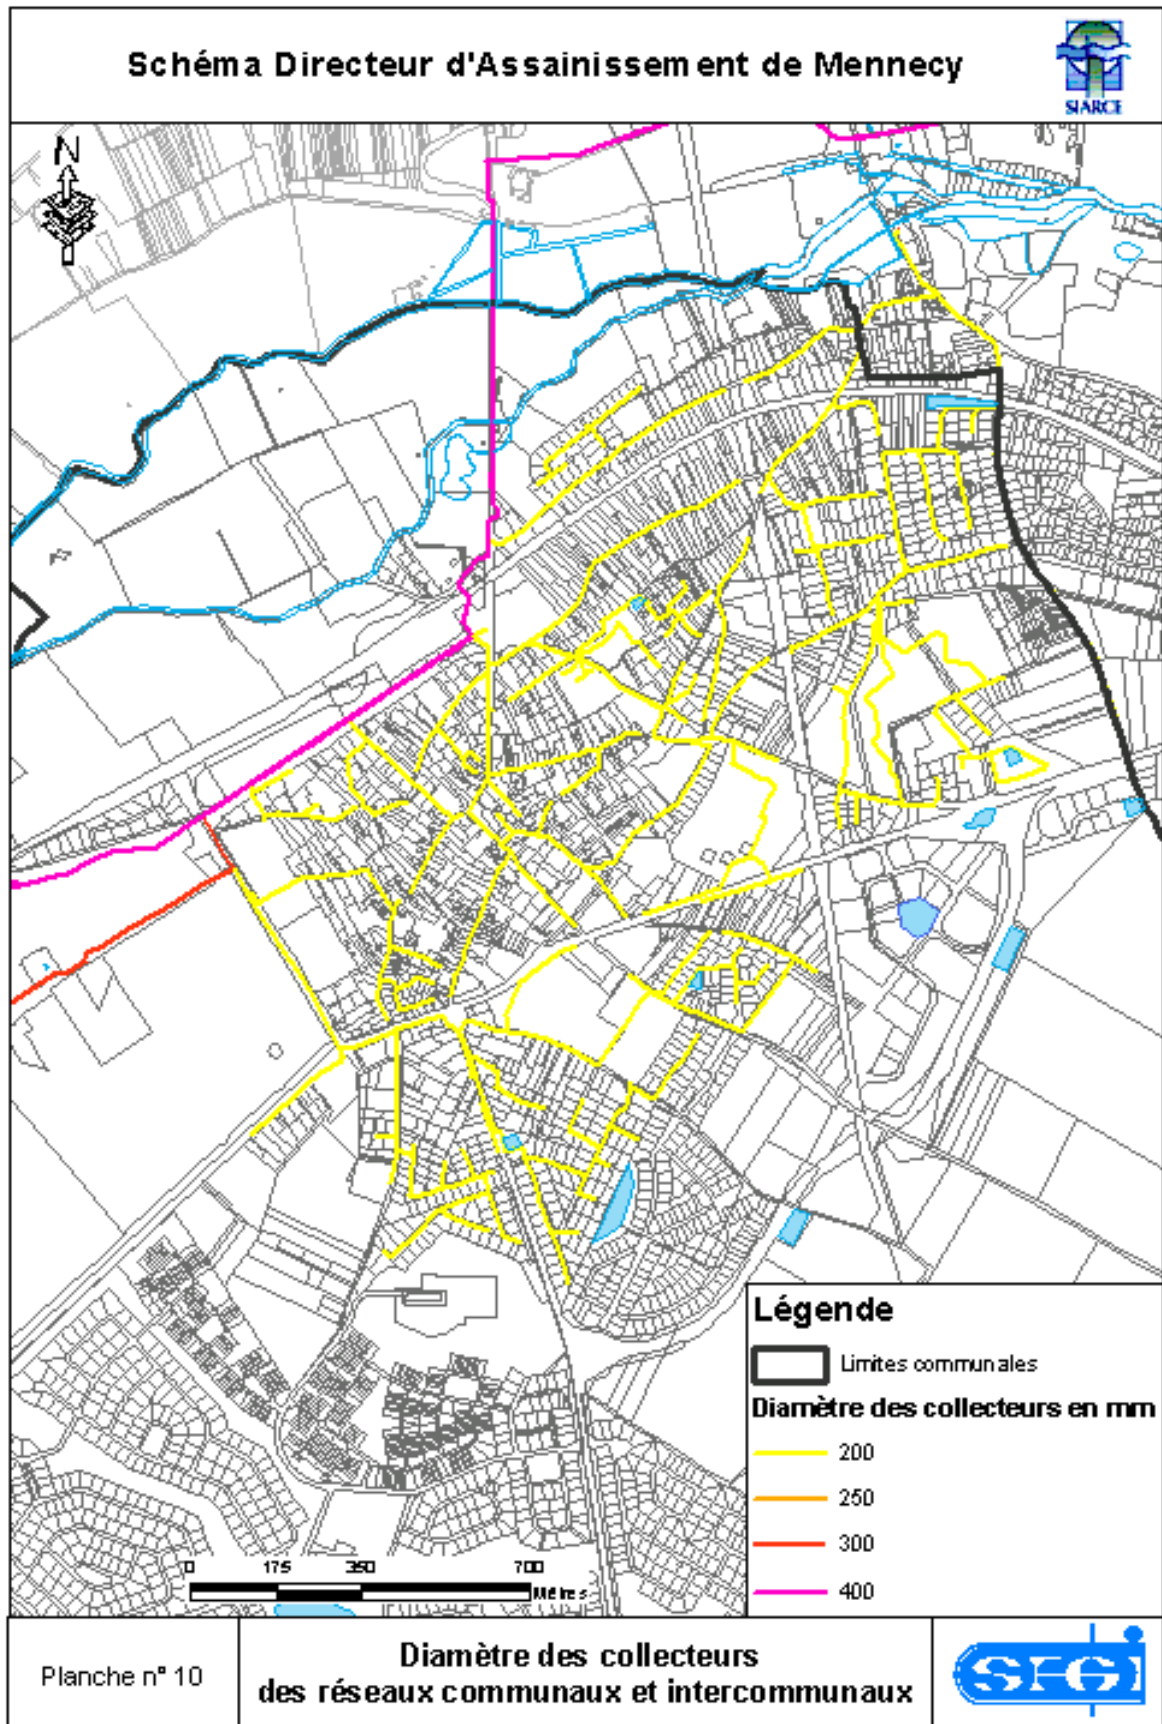 Schéma Directeur d'Assainissement de Mennecy
SIARCE
N
Légende
Limites communales
Diamètre des collecteurs en mm
200
250
300
400
0 175 350 700
Mètres
Planche n° 10
Diamètre des collecteurs
des réseaux communaux et intercommunaux
SFGI